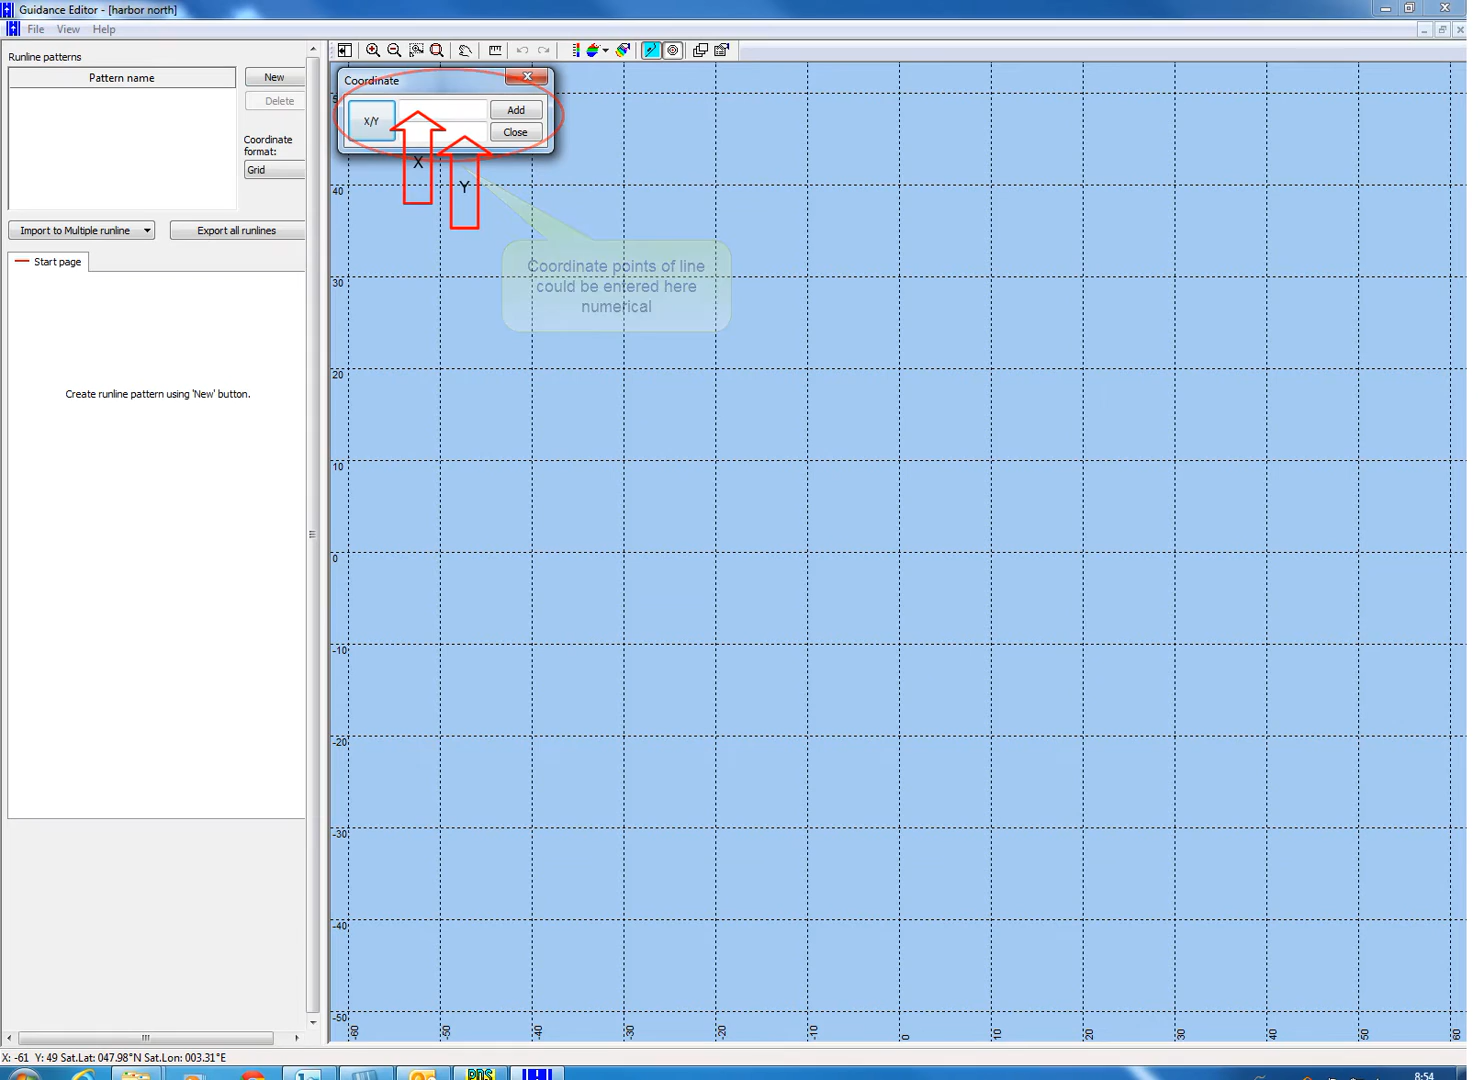 Guidance Editor - [harbor north]
File View Help
Runline patterns
Pattern name
New
Delete
Coordinate
format:
Grid
Import to Multiple runline
Export all runlines
Start page
Create runline pattern using 'New' button.
Coordinate
X/Y
Add
Close
X
Y
Coordinate points of line
could be entered here
numerical
40
30
20
10
0
-10
-20
-30
-40
-50
-60
-50
-40
-30
-20
-10
0
10
20
30
40
50
60
X: -61 Y: 49 Sat.Lat: 047.98°N Sat.Lon: 003.31°E
PDS
8:54